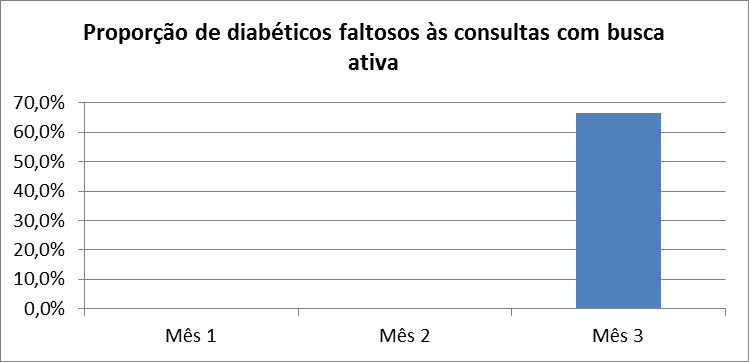 Proporção de diabéticos faltosos às consultas com busca
ativa
70,0%
60,0%
50,0%
40,0%
30,0%
20,0%
10,0%
0,0%
Mês 1 Mês 2 Mês 3